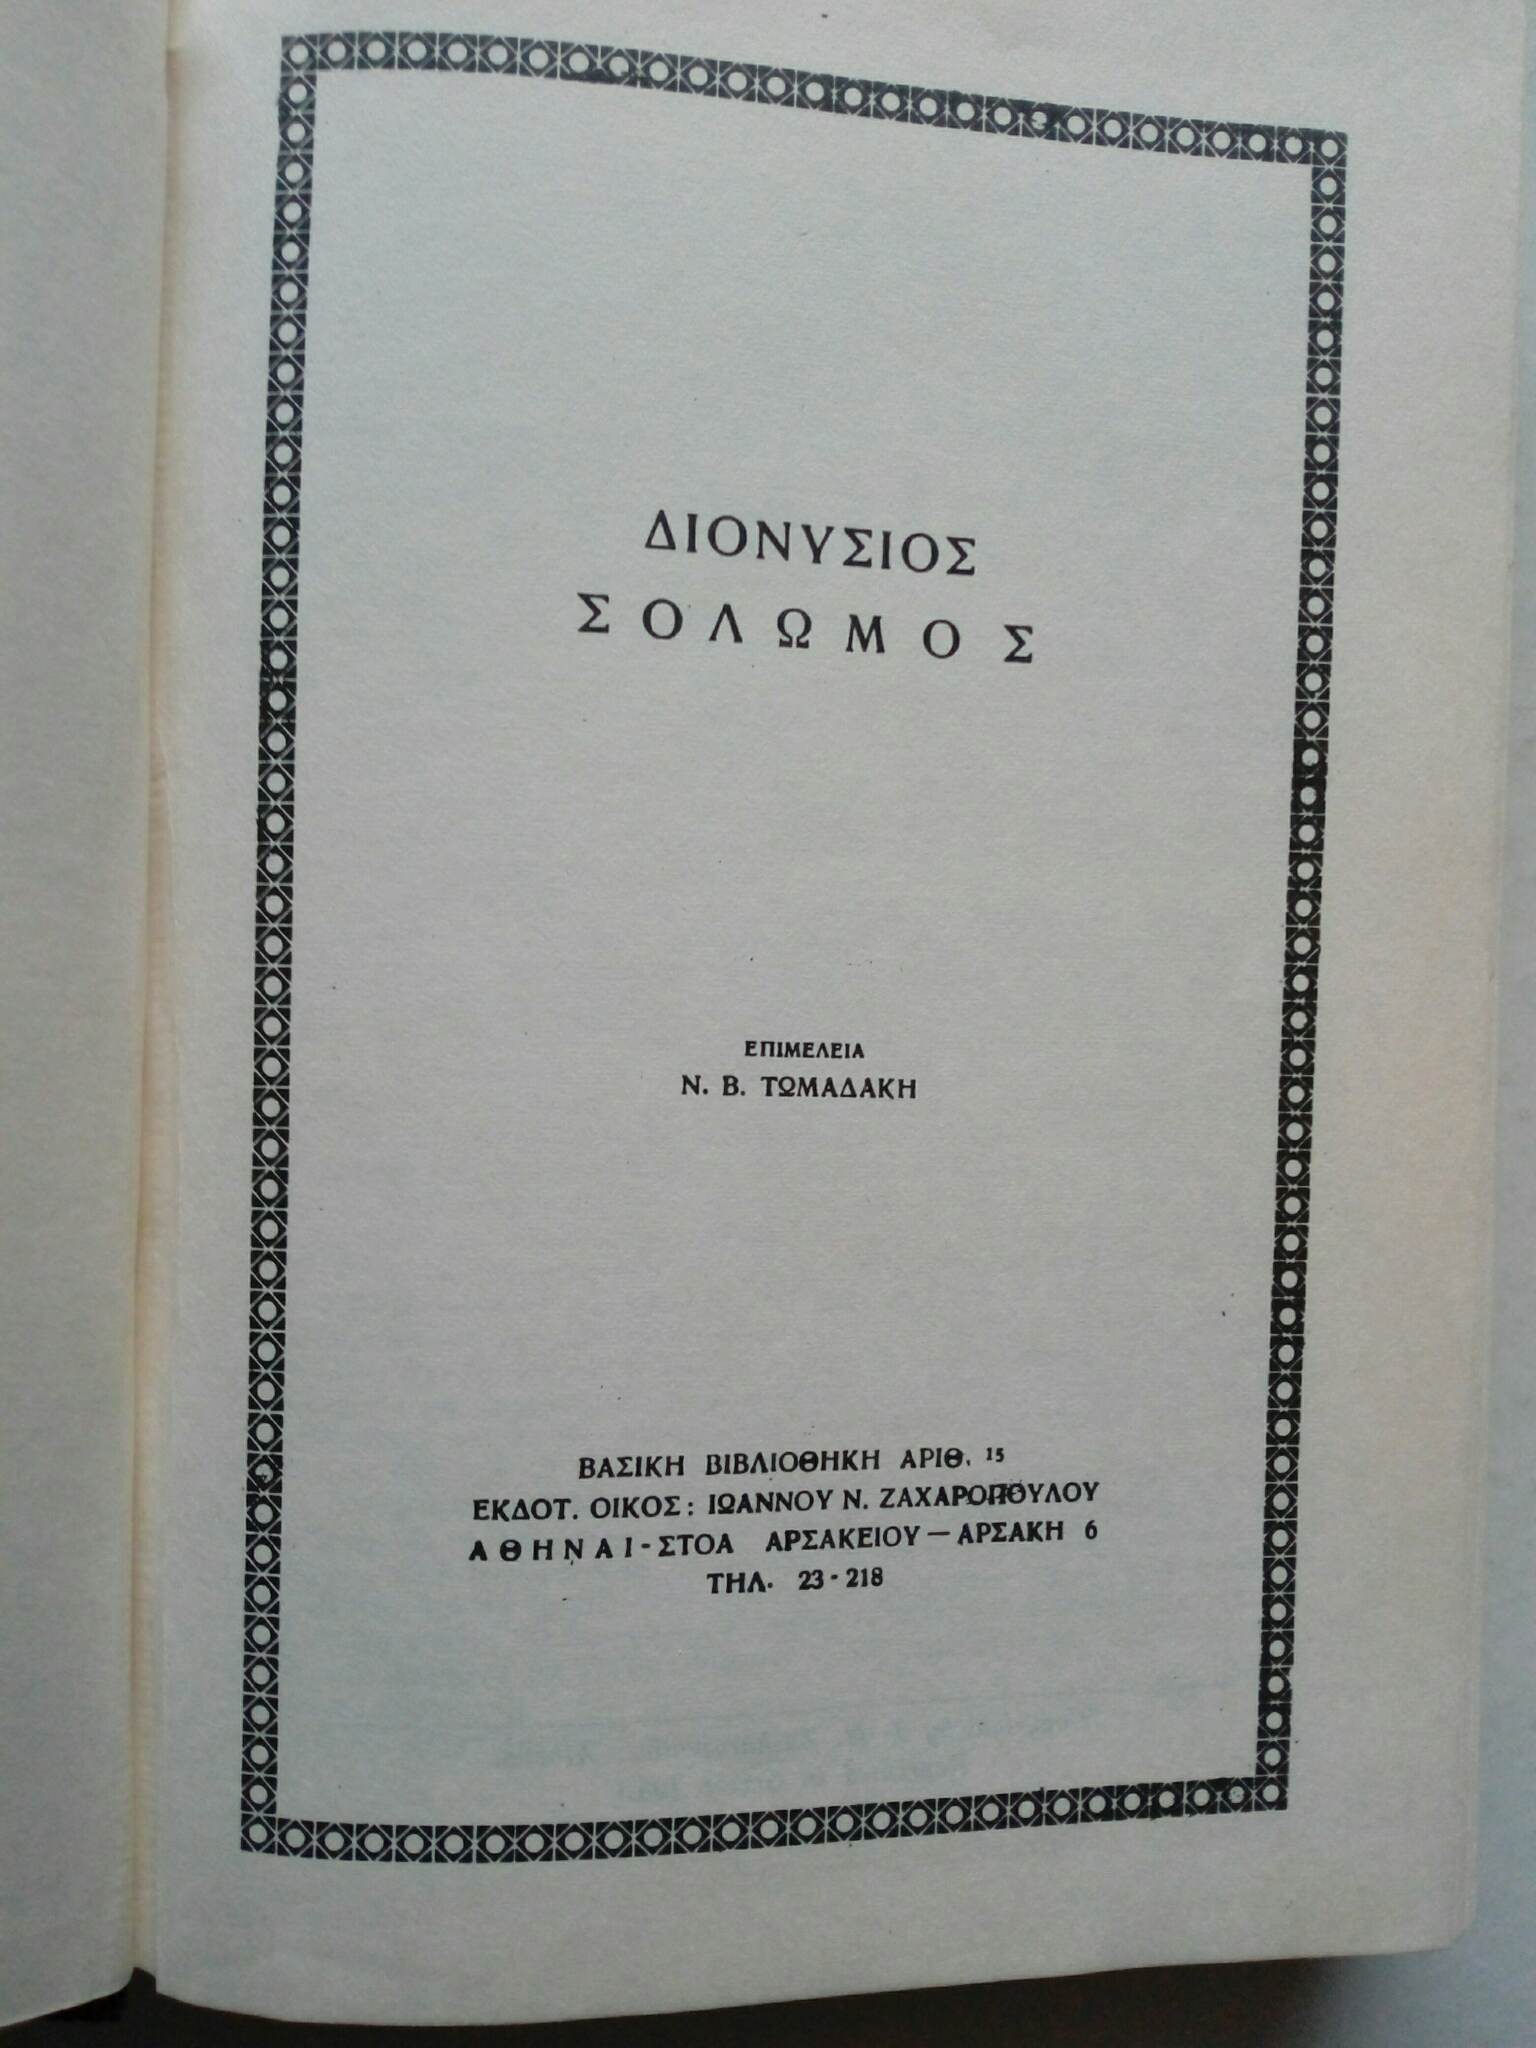 ΔΙΟΝΥΣΙΟΣ
ΣΟΛΩΜΟΣ
ΕΠΙΜΕΛΕΙΑ
Ν. Β. ΤΩΜΑΔΑΚΗ
ΒΑΣΙΚΗ ΒΙΒΛΙΟΘΗΚΗ ΑΡΙΘ. 15
ΕΚΔΟΤ. ΟΙΚΟΣ: ΙΩΑΝΝΟΥ Ν. ΖΑΧΑΡΟΠΟΥΛΟΥ
ΑΘΗΝΑΙ - ΣΤΟΑ ΑΡΣΑΚΕΙΟΥ — ΑΡΣΑΚΗ 6
ΤΗΛ. 23 - 218